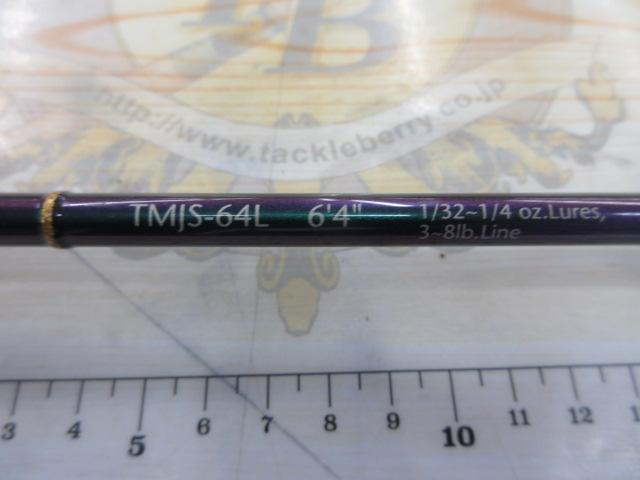 B
http://www.tackleberry.co.jp
TMJS-64L 6'4" 1/32~1/4 oz.Lures,
3~8lb.Line
3 4 5 6 7 8 9 10 11 12 13